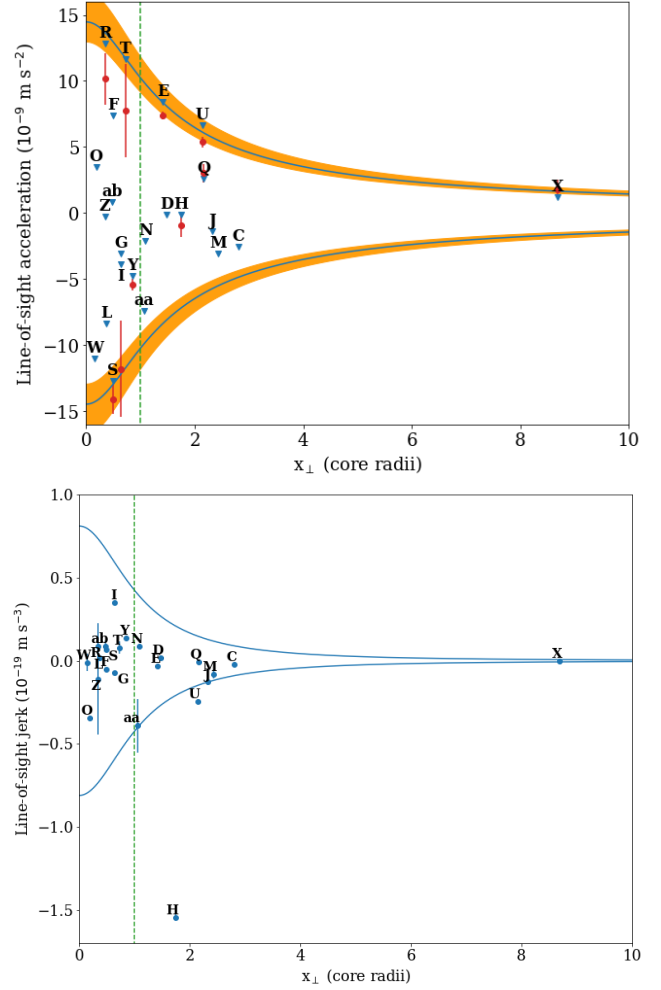 15
10
5
0
−5
−10
−15
Line-of-sight acceleration (10⁻⁹ m s⁻²)
R
T
E
F
U
O
Q
X
ab
Z
D H
J
N
C
G
M
I
Y
aa
L
W
S
0 2 4 6 8 10
x⊥ (core radii)
1.0
0.5
0.0
−0.5
−1.0
−1.5
Line-of-sight jerk (10⁻¹⁹ m s⁻³)
I
Y
ab
T
N
W
R
S
D
E
Q
C
X
L
F
M
J
Z
G
U
O
aa
H
0 2 4 6 8 10
x⊥ (core radii)